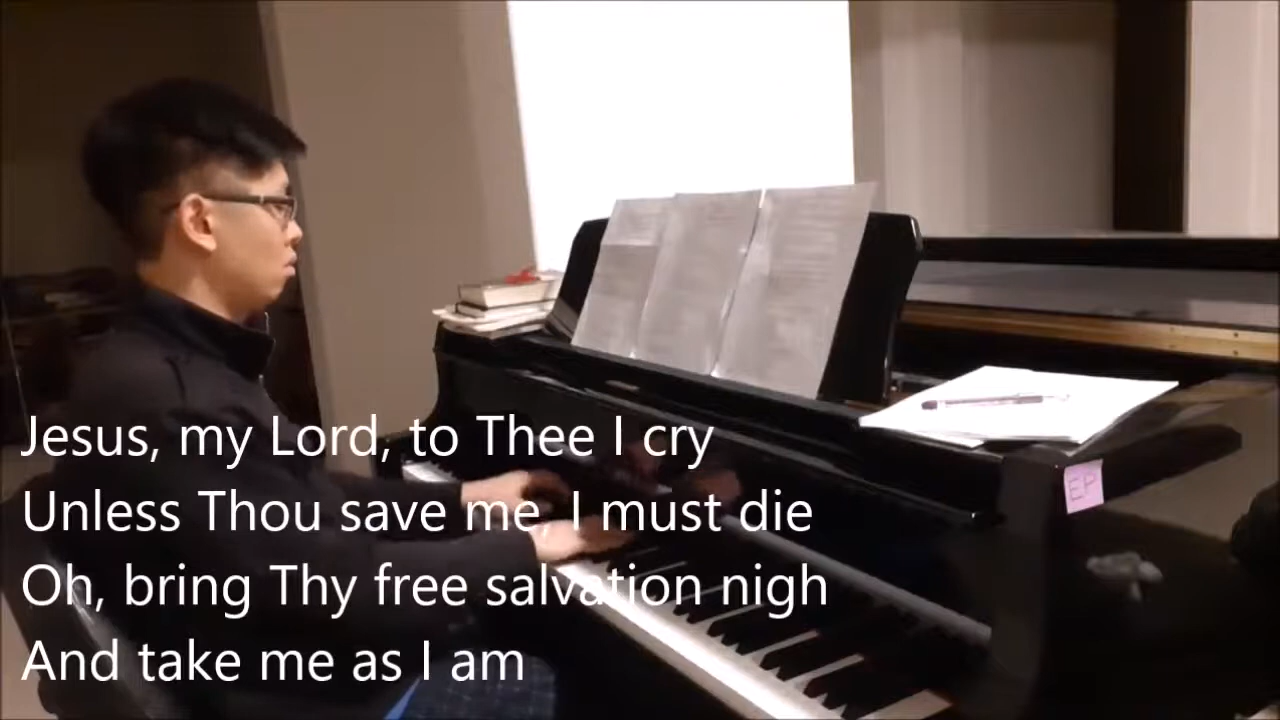 EP
Jesus, my Lord, to Thee I cry
Unless Thou save me, I must die
Oh, bring Thy free salvation nigh
And take me as I am